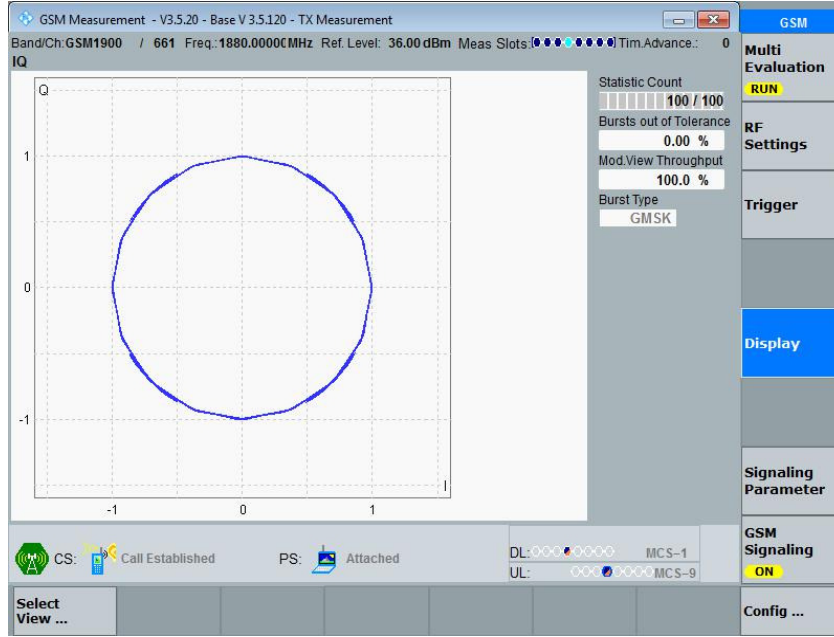 GSM Measurement - V3.5.20 - Base V 3.5.120 - TX Measurement
GSM
Band/Ch:GSM1900 / 661 Freq.:1880.0000 MHz Ref. Level: 36.00 dBm Meas Slots: Tim.Advance.: 0
IQ
Multi
Evaluation
RUN
Q
Statistic Count
100 / 100
Bursts out of Tolerance
0.00 %
Mod.View Throughput
100.0 %
Burst Type
GMSK
RF
Settings
Trigger
1
0
-1
I
-1 0 1
Display
Signaling
Parameter
CS: Call Established PS: Attached
DL: MCS-1
UL: MCS-9
GSM
Signaling
ON
Select
View ...
Config ...